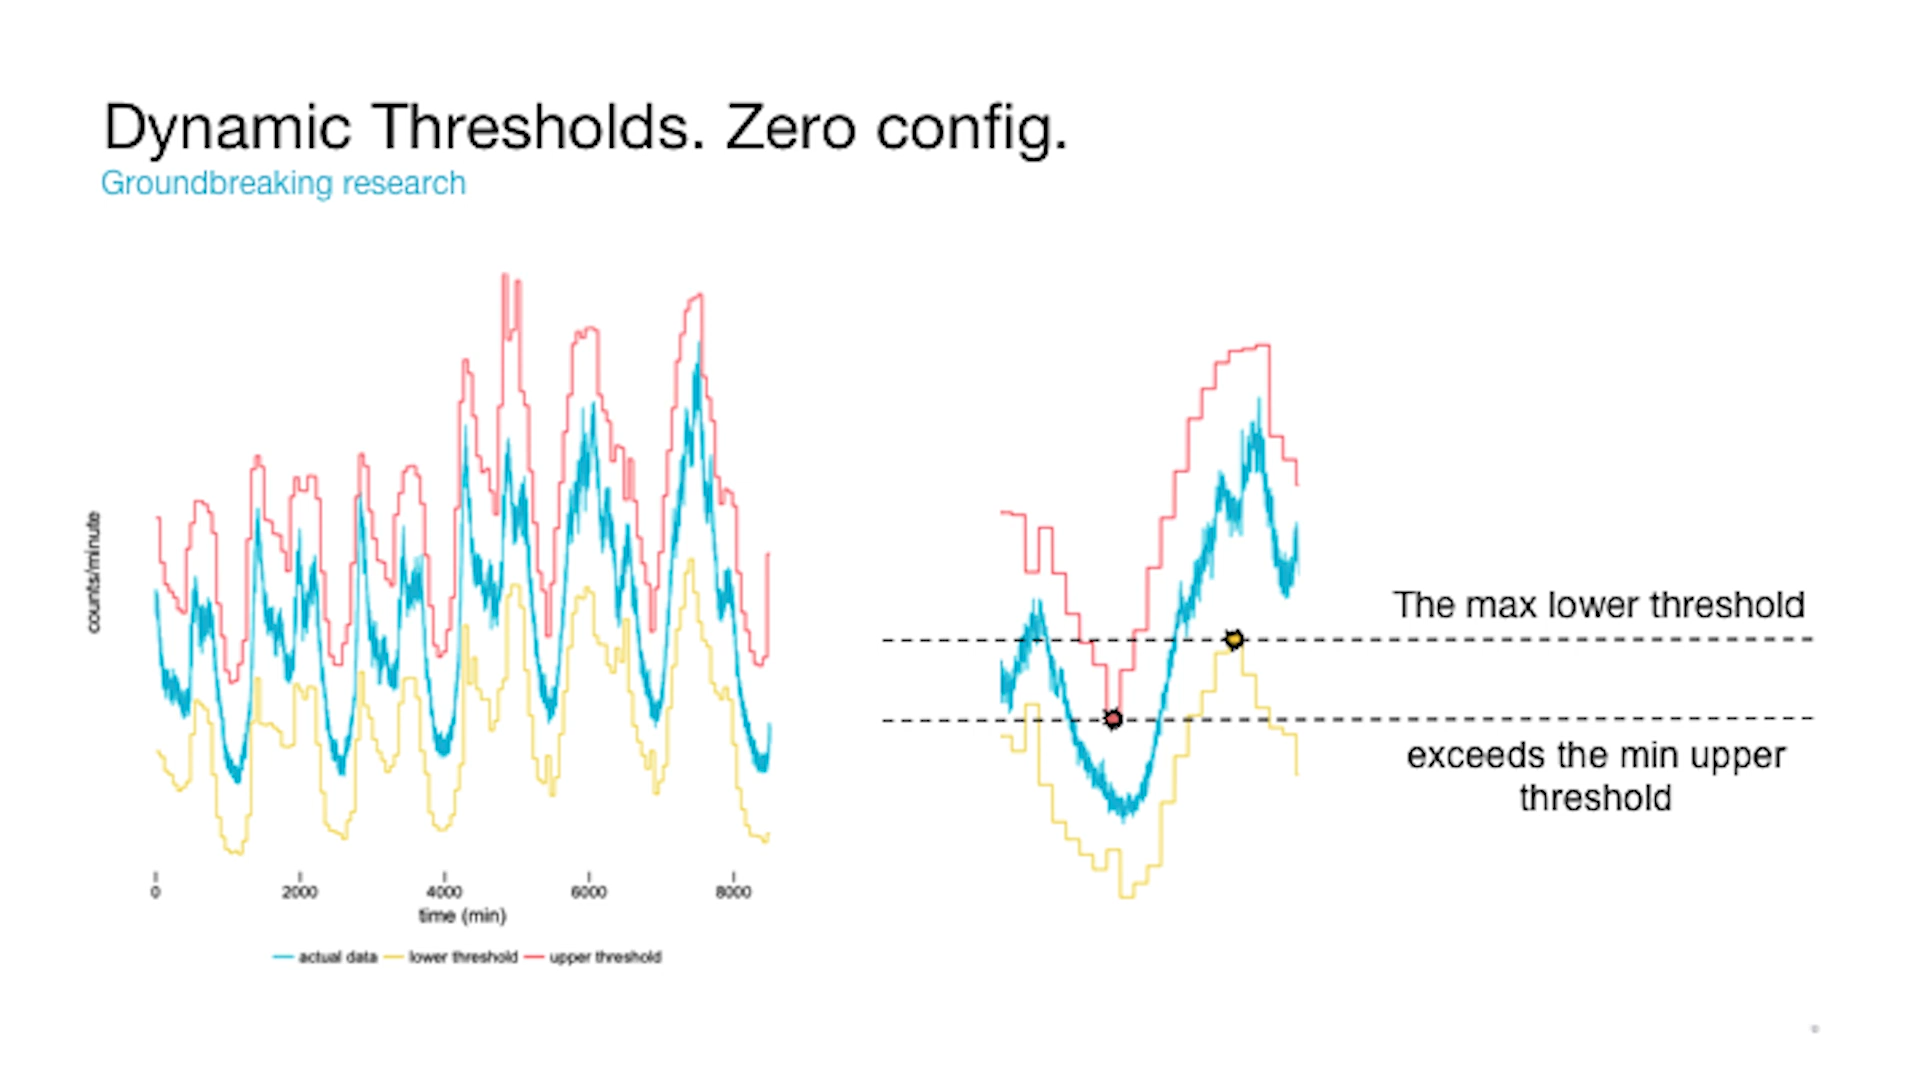 Dynamic Thresholds. Zero config.
Groundbreaking research
counts/minute
0 2000 4000 6000 8000
time (min)
actual data lower threshold upper threshold
The max lower threshold
exceeds the min upper
threshold